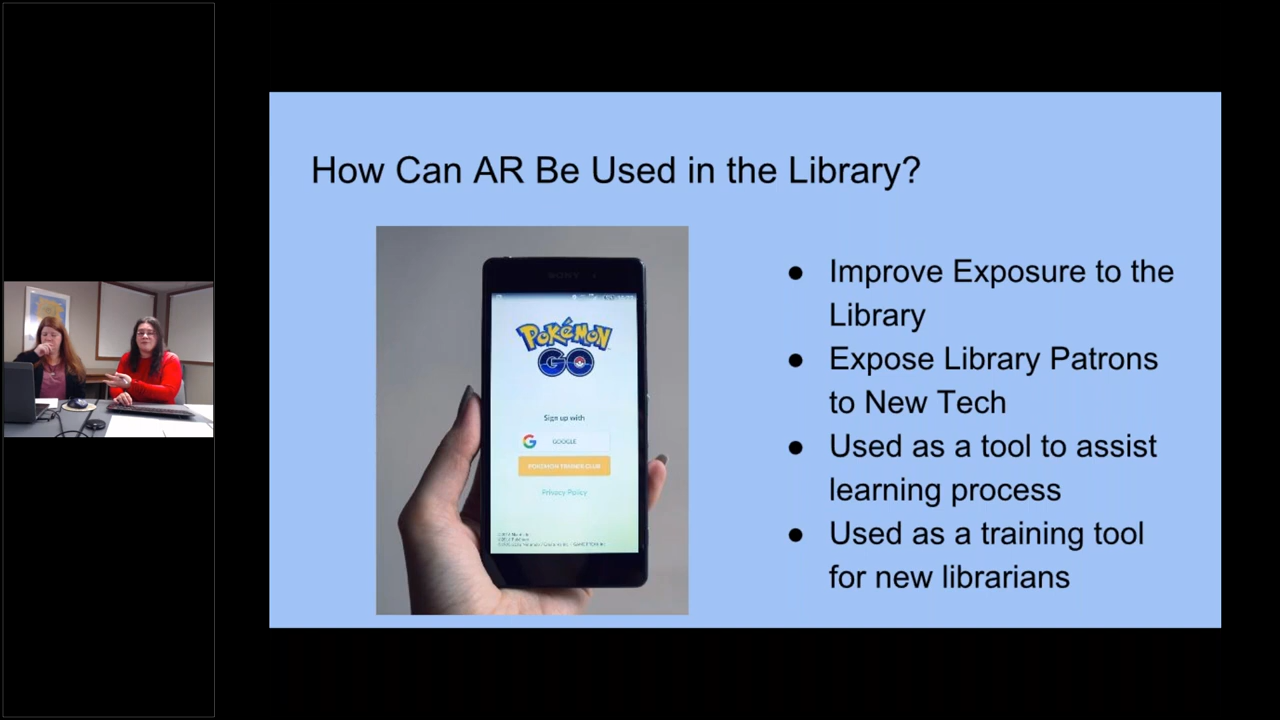 How Can AR Be Used in the Library?
SONY
POKÉMON
GO
Sign up with
GOOGLE
POKÉMON TRAINER CLUB
Privacy Policy
● Improve Exposure to the
Library
● Expose Library Patrons
to New Tech
● Used as a tool to assist
learning process
● Used as a training tool
for new librarians